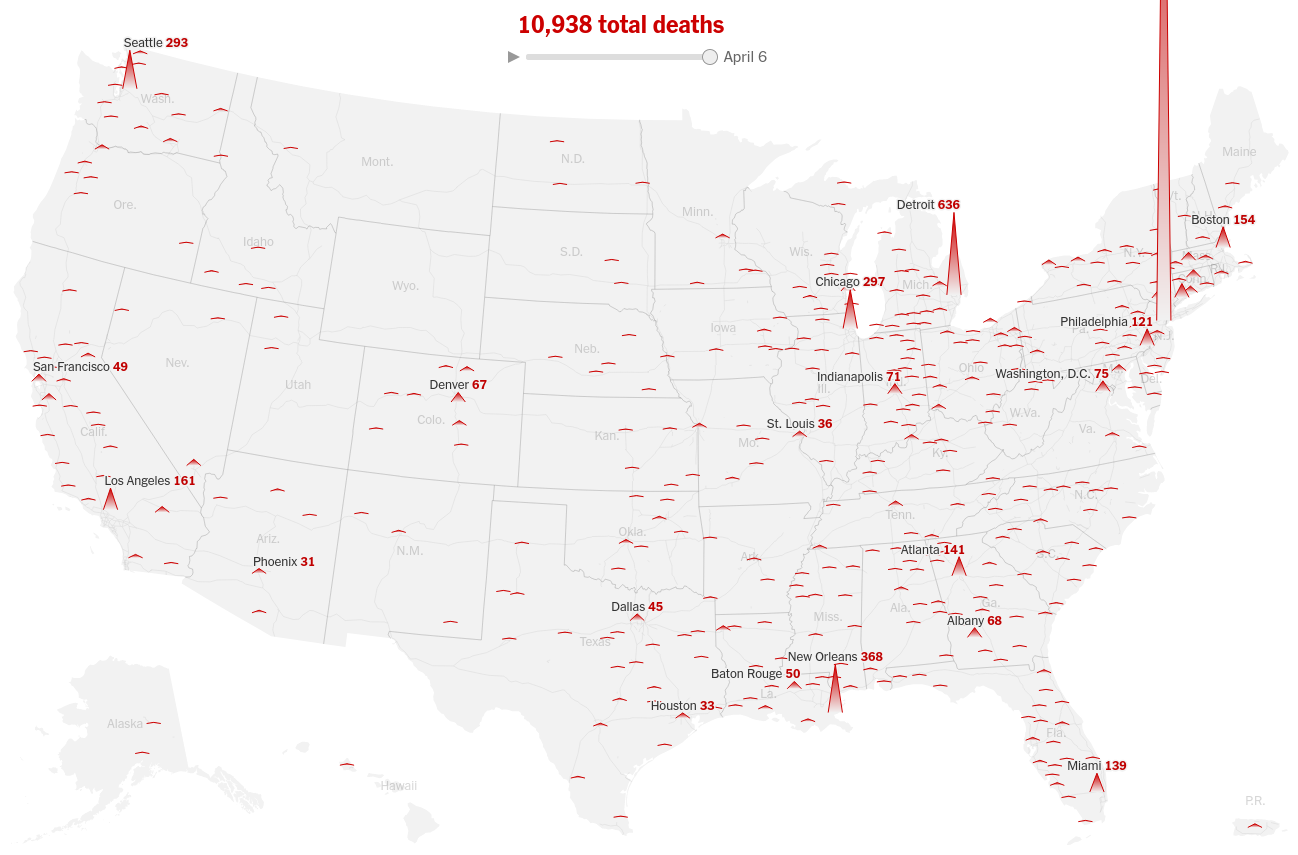 10,938 total deaths
April 6
Seattle 293
Wash.
Mont.
N.D.
Minn.
Maine
Ore.
Idaho
S.D.
Wis.
Detroit 636
Boston 154
Vt.
N.Y.
Wyo.
Chicago 297
Mich.
Iowa
Philadelphia 121
Pa.
N.J.
San Francisco 49
Nev.
Utah
Neb.
Denver 67
Colo.
Indianapolis 71
Ill.
Ohio
Washington, D.C. 75
Del.
Calif.
Kan.
St. Louis 36
Mo.
Ky.
W.Va.
Va.
Los Angeles 161
Ariz.
N.M.
Okla.
Ark.
Tenn.
N.C.
S.C.
Phoenix 31
Atlanta 141
Dallas 45
Texas
Miss.
Ala.
Ga.
Albany 68
New Orleans 368
Baton Rouge 50
La.
Houston 33
Fla.
Miami 139
Alaska
Hawaii
P.R.